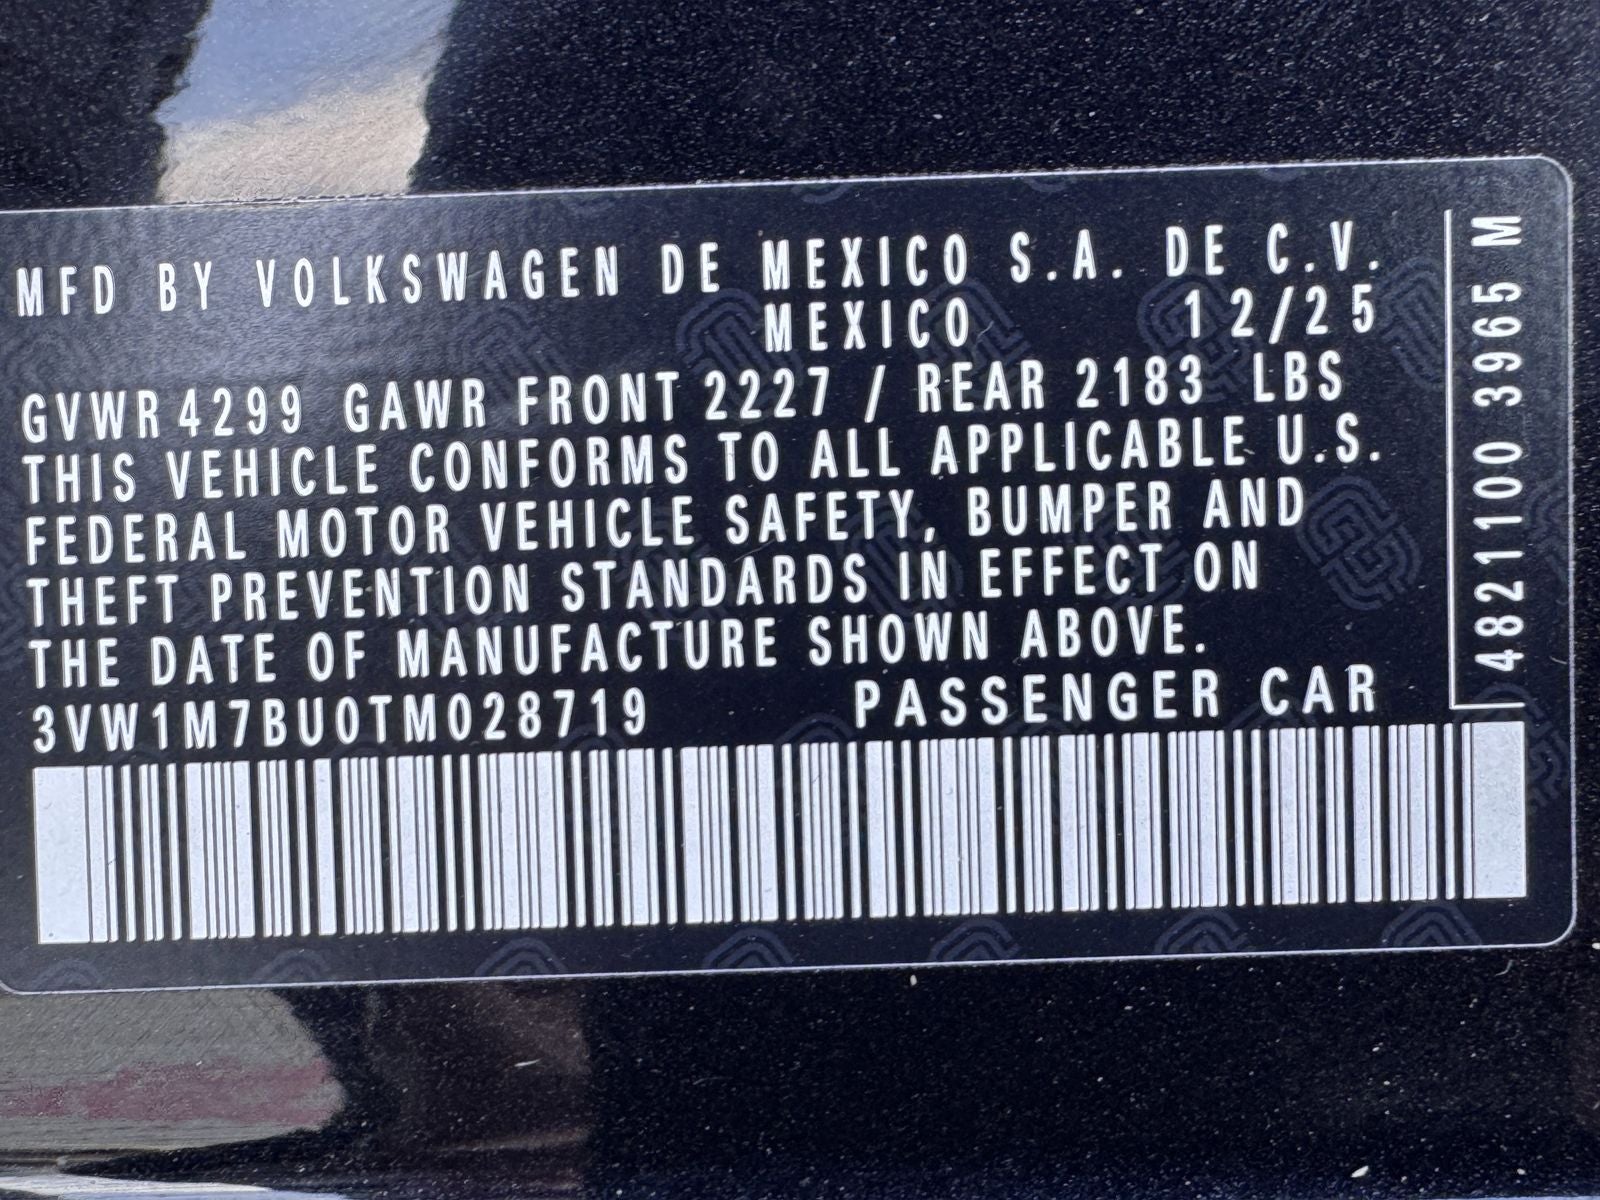 MFD BY VOLKSWAGEN DE MEXICO S.A. DE C.V.
MEXICO 12/25
GVWR 4299 GAWR FRONT 2227 / REAR 2183 LBS
THIS VEHICLE CONFORMS TO ALL APPLICABLE U.S.
FEDERAL MOTOR VEHICLE SAFETY, BUMPER AND
THEFT PREVENTION STANDARDS IN EFFECT ON
THE DATE OF MANUFACTURE SHOWN ABOVE.
3VW1M7BU0TM028719 PASSENGER CAR
4821100 3965 M